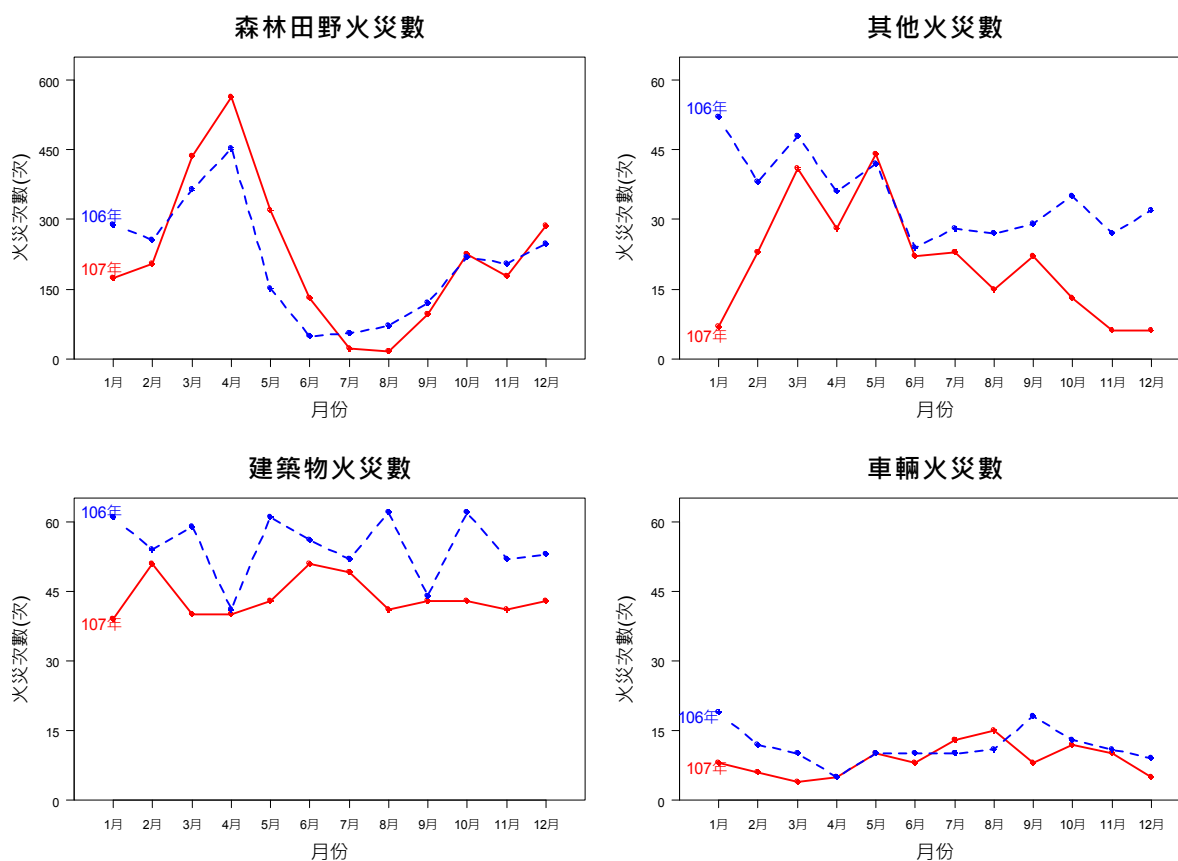 森林田野火災數
火災次數(次)
600
450
300
150
0
106年
107年
1月 2月 3月 4月 5月 6月 7月 8月 9月 10月 11月 12月
月份
其他火災數
火災次數(次)
60
45
30
15
0
106年
107年
1月 2月 3月 4月 5月 6月 7月 8月 9月 10月 11月 12月
月份
建築物火災數
火災次數(次)
60
45
30
15
0
106年
107年
1月 2月 3月 4月 5月 6月 7月 8月 9月 10月 11月 12月
月份
車輛火災數
火災次數(次)
60
45
30
15
0
106年
107年
1月 2月 3月 4月 5月 6月 7月 8月 9月 10月 11月 12月
月份